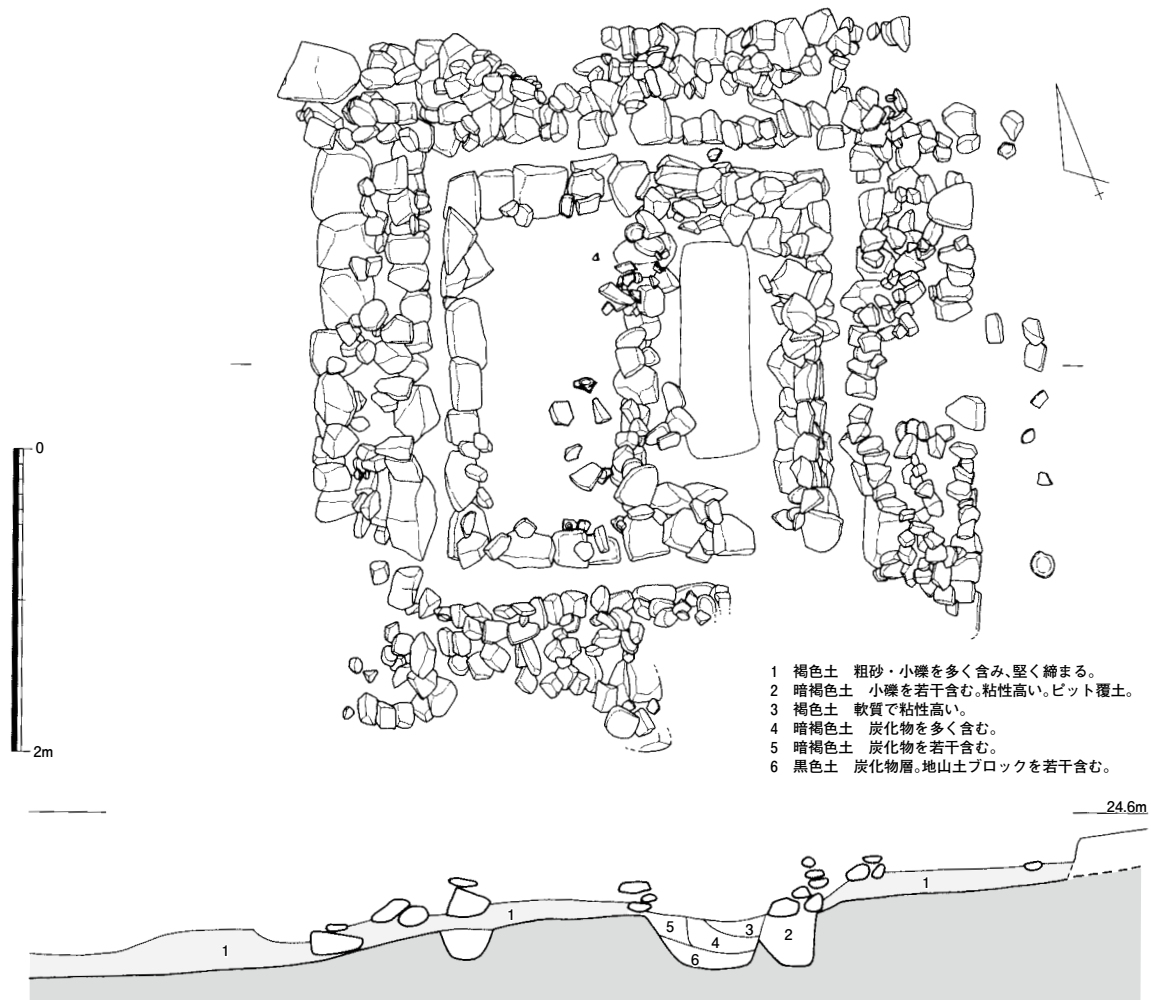 0
2m
1 褐色土 粗砂・小礫を多く含み、堅く締まる。
2 暗褐色土 小礫を若干含む。粘性高い。ピット覆土。
3 褐色土 軟質で粘性高い。
4 暗褐色土 炭化物を多く含む。
5 暗褐色土 炭化物を若干含む。
6 黒色土 炭化物層。地山土ブロックを若干含む。
24.6m
1
1
5
4
3
2
6
1